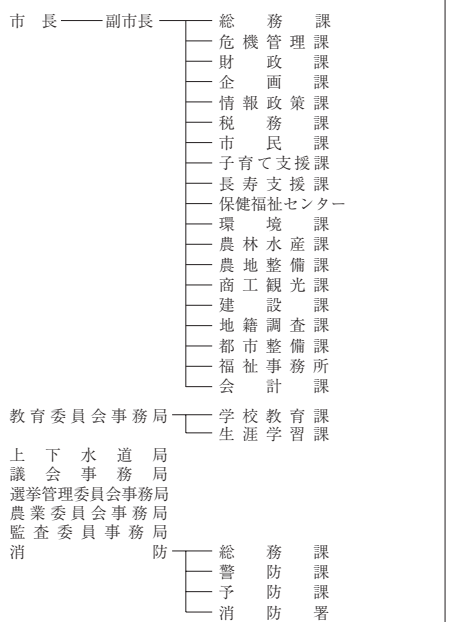 市長 副市長 総務課
危機管理課
財政課
企画課
情報政策課
税務課
市民課
子育て支援課
長寿支援課
保健福祉センター
環境課
農林水産課
農地整備課
商工観光課
建設課
地籍調査課
都市整備課
福祉事務所
会計課
教育委員会事務局 学校教育課
生涯学習課
上下水道局
議会事務局
選挙管理委員会事務局
農業委員会事務局
監査委員事務局
消防 総務課
警防課
予防課
消防署